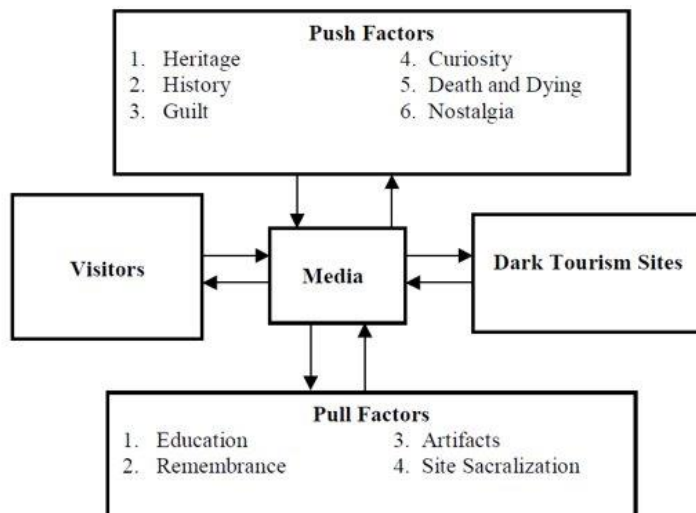 Push Factors
1. Heritage
2. History
3. Guilt
4. Curiosity
5. Death and Dying
6. Nostalgia
Visitors
Media
Dark Tourism Sites
Pull Factors
1. Education
2. Remembrance
3. Artifacts
4. Site Sacralization